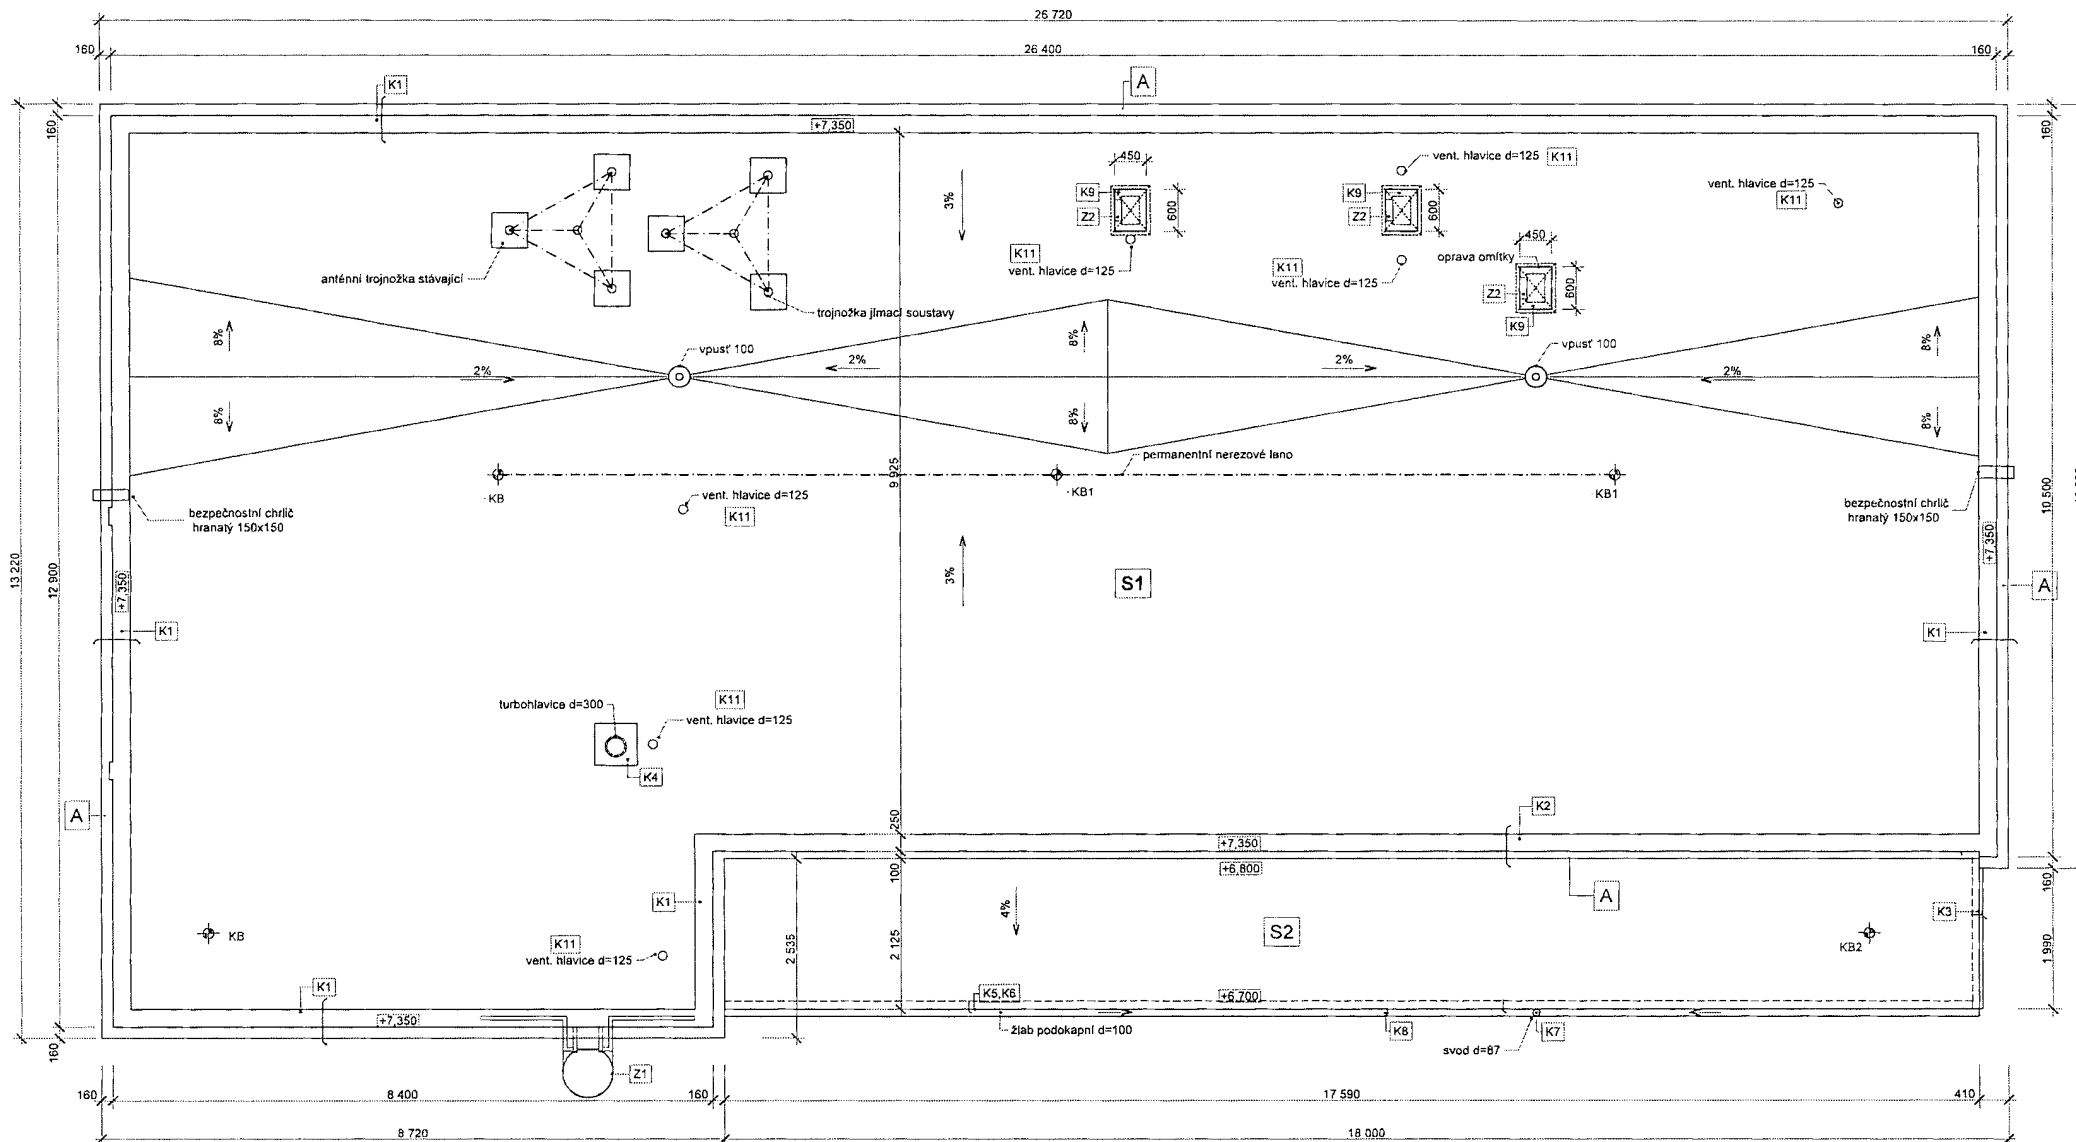 26 720
160
26 400
160
K1
A
160
160
+7,350
450
vent. hlavice d=125 K11
K9
K9
vent. hlavice d=125
K11
Z2
600
Z2
600
3%
K11
vent. hlavice d=125
450
oprava omítky
K11
vent. hlavice d=125
Z2
600
K9
anténní trojnožka stávající
trojnožka jímací soustavy
8%
8%
8%
vpusť 100
vpusť 100
2%
2%
2%
2%
8%
8%
8%
permanentní nerezové lano
KB
KB1
KB1
9 925
vent. hlavice d=125
K11
bezpečnostní chrlič
hranatý 150x150
bezpečnostní chrlič
hranatý 150x150
10 500
+7,350
13 220
12 900
+7,350
3%
S1
A
K1
K1
K11
turbohlavice d=300
vent. hlavice d=125
K4
A
250
K2
+7,350
+6,800
100
160
K1
4%
A
K3
S2
KB
K11
vent. hlavice d=125
2 535
2 125
KB2
1 990
K1
K5,K6
+6,700
+7,350
žlab podokapní d=100
K8
K7
svod d=87
160
Z1
160
8 400
160
17 590
410
8 720
18 000